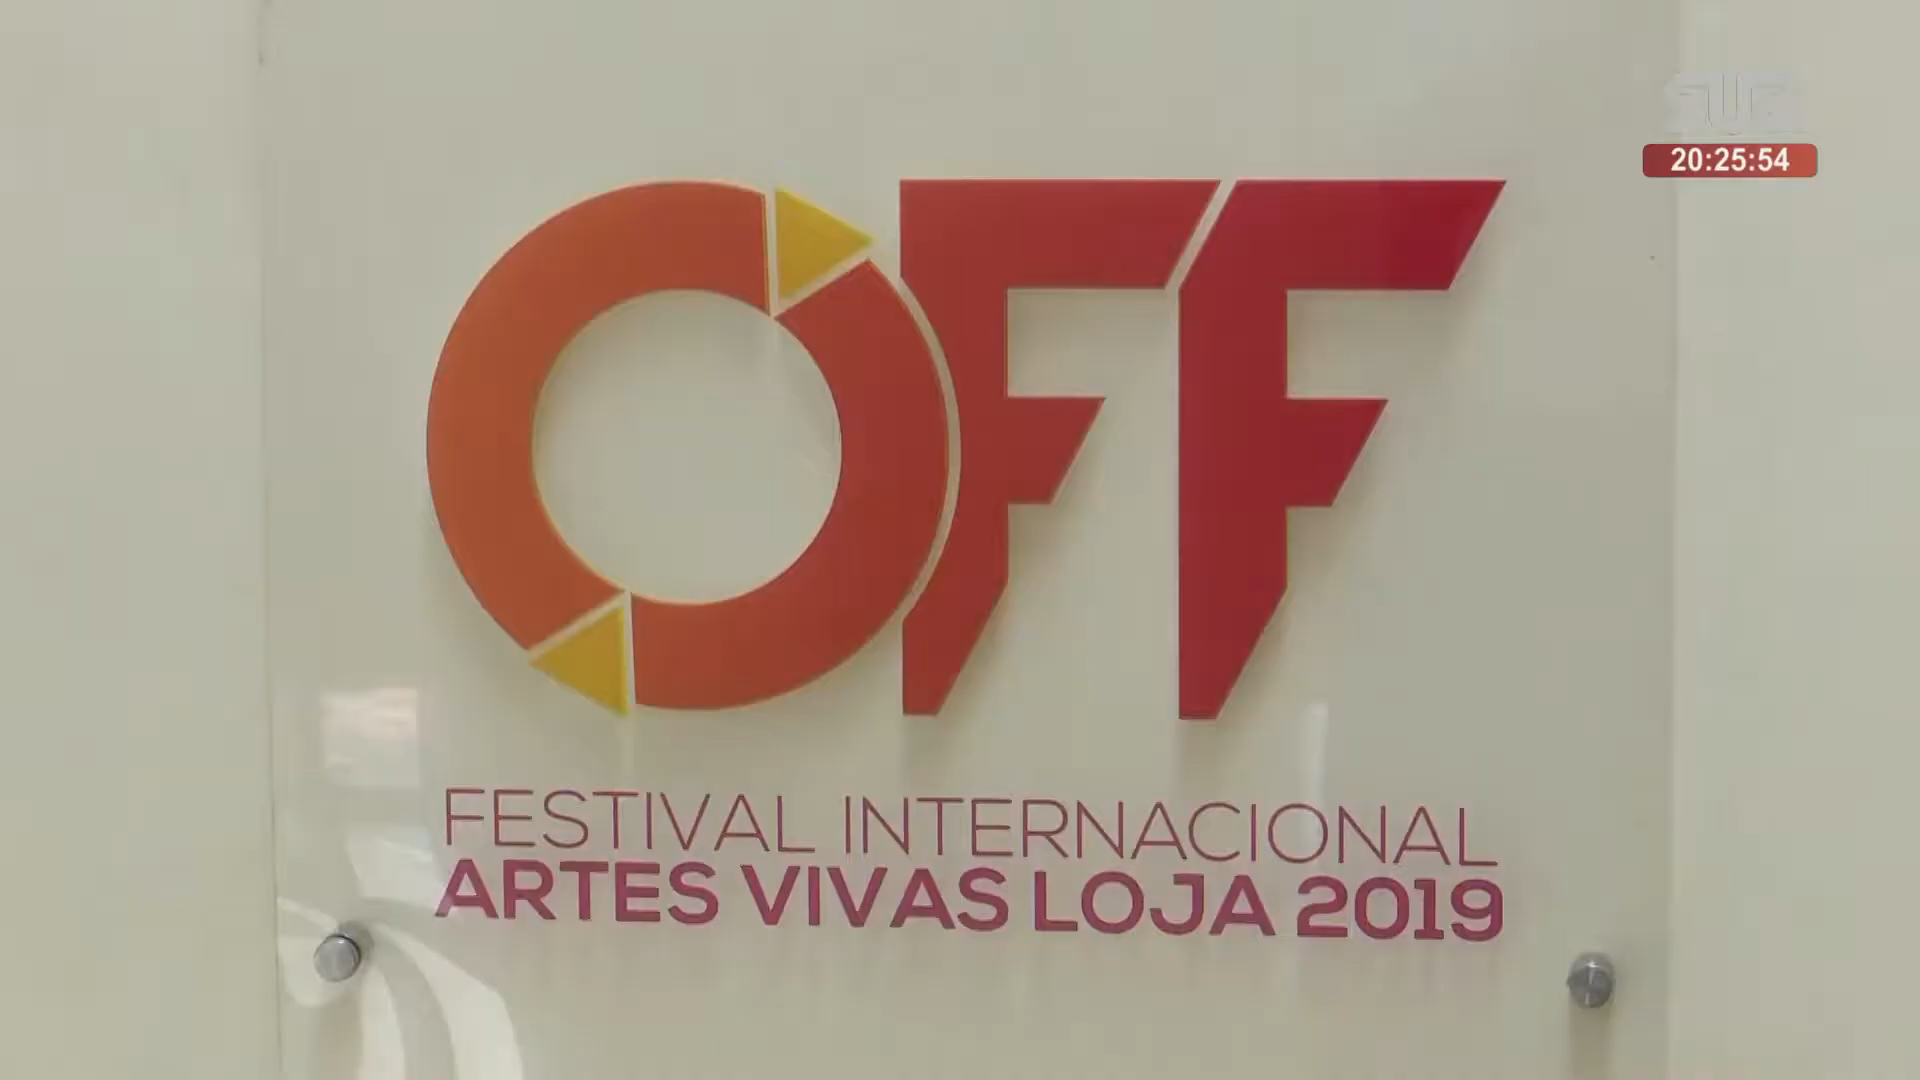 20:25:54
OFF
FESTIVAL INTERNACIONAL
ARTES VIVAS LOJA 2019